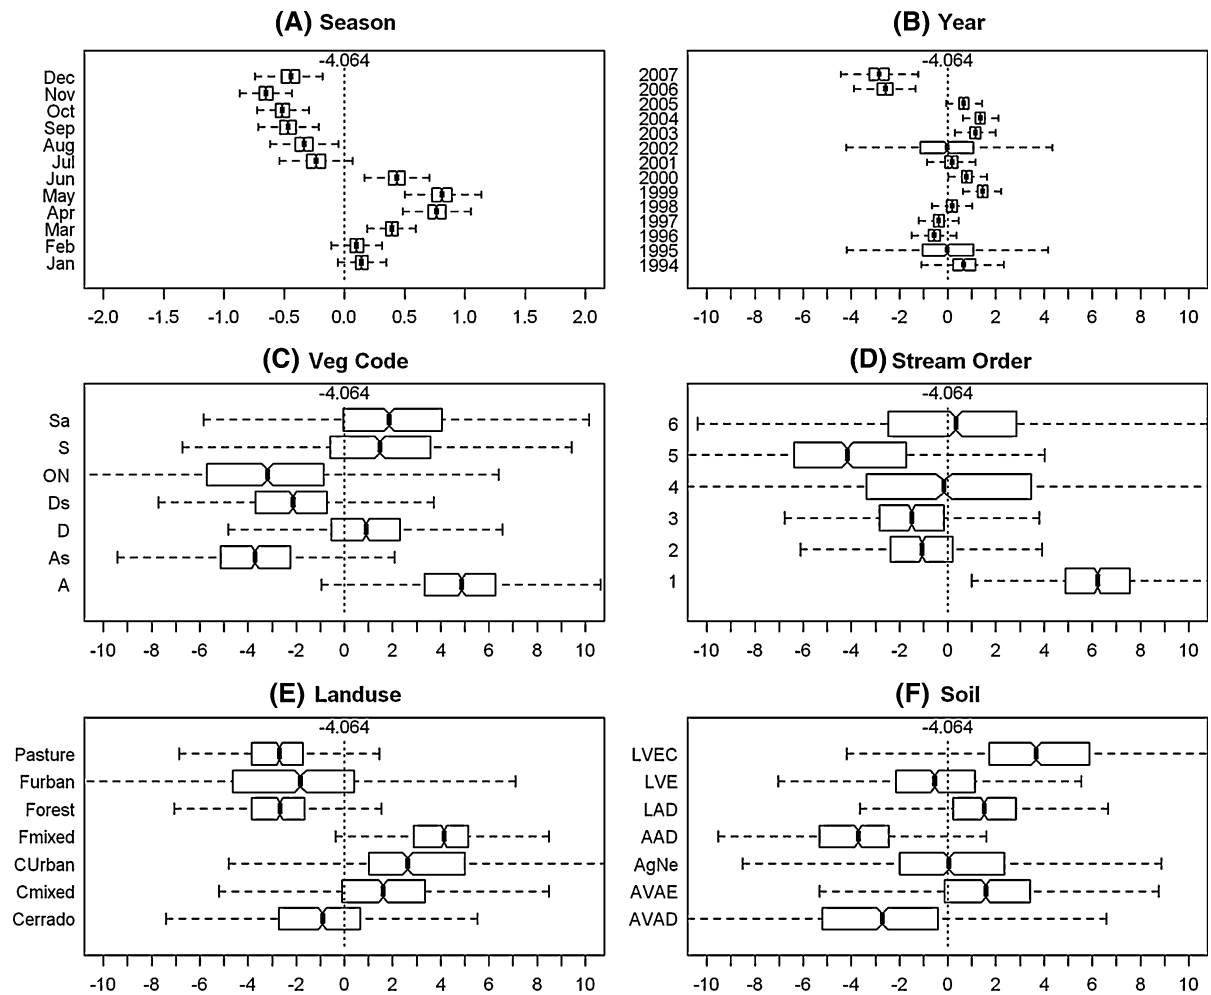 (A) Season
-4.064
Dec
Nov
Oct
Sep
Aug
Jul
Jun
May
Apr
Mar
Feb
Jan
-2.0 -1.5 -1.0 -0.5 0.0 0.5 1.0 1.5 2.0
(B) Year
-4.064
2007
2006
2005
2004
2003
2002
2001
2000
1999
1998
1997
1996
1995
1994
-10 -8 -6 -4 -2 0 2 4 6 8 10
(C) Veg Code
-4.064
Sa
S
ON
Ds
D
As
A
-10 -8 -6 -4 -2 0 2 4 6 8 10
(D) Stream Order
-4.064
6
5
4
3
2
1
-10 -8 -6 -4 -2 0 2 4 6 8 10
(E) Landuse
-4.064
Pasture
Furban
Forest
Fmixed
CUrban
Cmixed
Cerrado
-10 -8 -6 -4 -2 0 2 4 6 8 10
(F) Soil
-4.064
LVEC
LVE
LAD
AAD
AgNe
AVAE
AVAD
-10 -8 -6 -4 -2 0 2 4 6 8 10